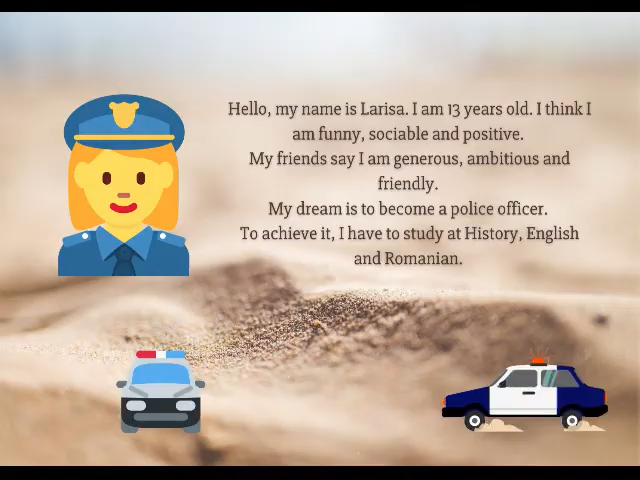 Hello, my name is Larisa. I am 13 years old. I think I
am funny, sociable and positive.
My friends say I am generous, ambitious and
friendly.
My dream is to become a police officer.
To achieve it, I have to study at History, English
and Romanian.